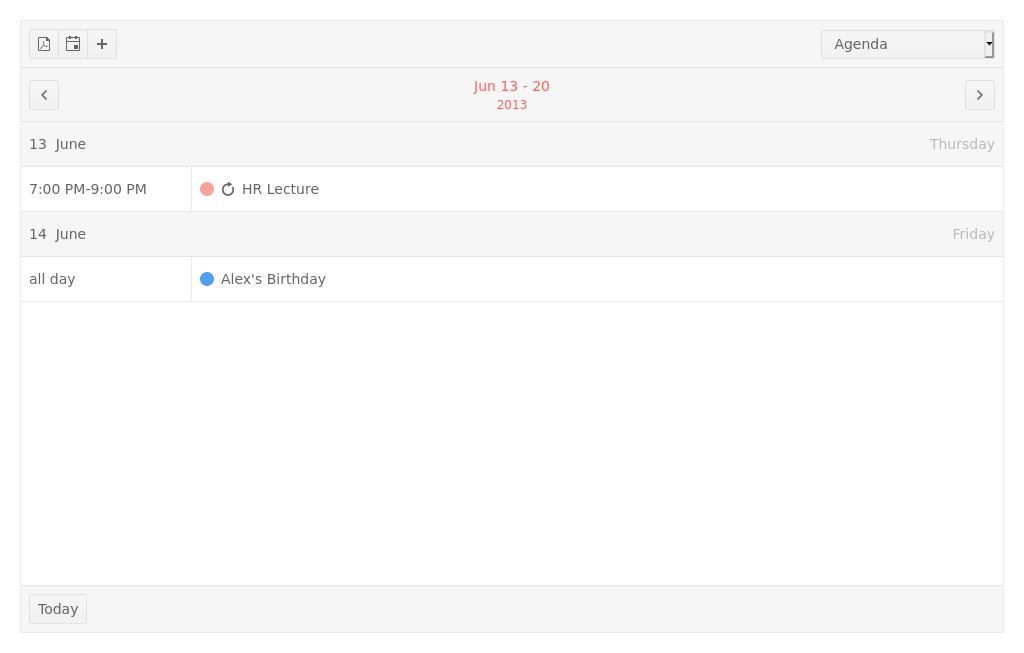 Agenda
Jun 13 - 20
2013
13 June Thursday
7:00 PM-9:00 PM HR Lecture
14 June Friday
all day Alex's Birthday
Today